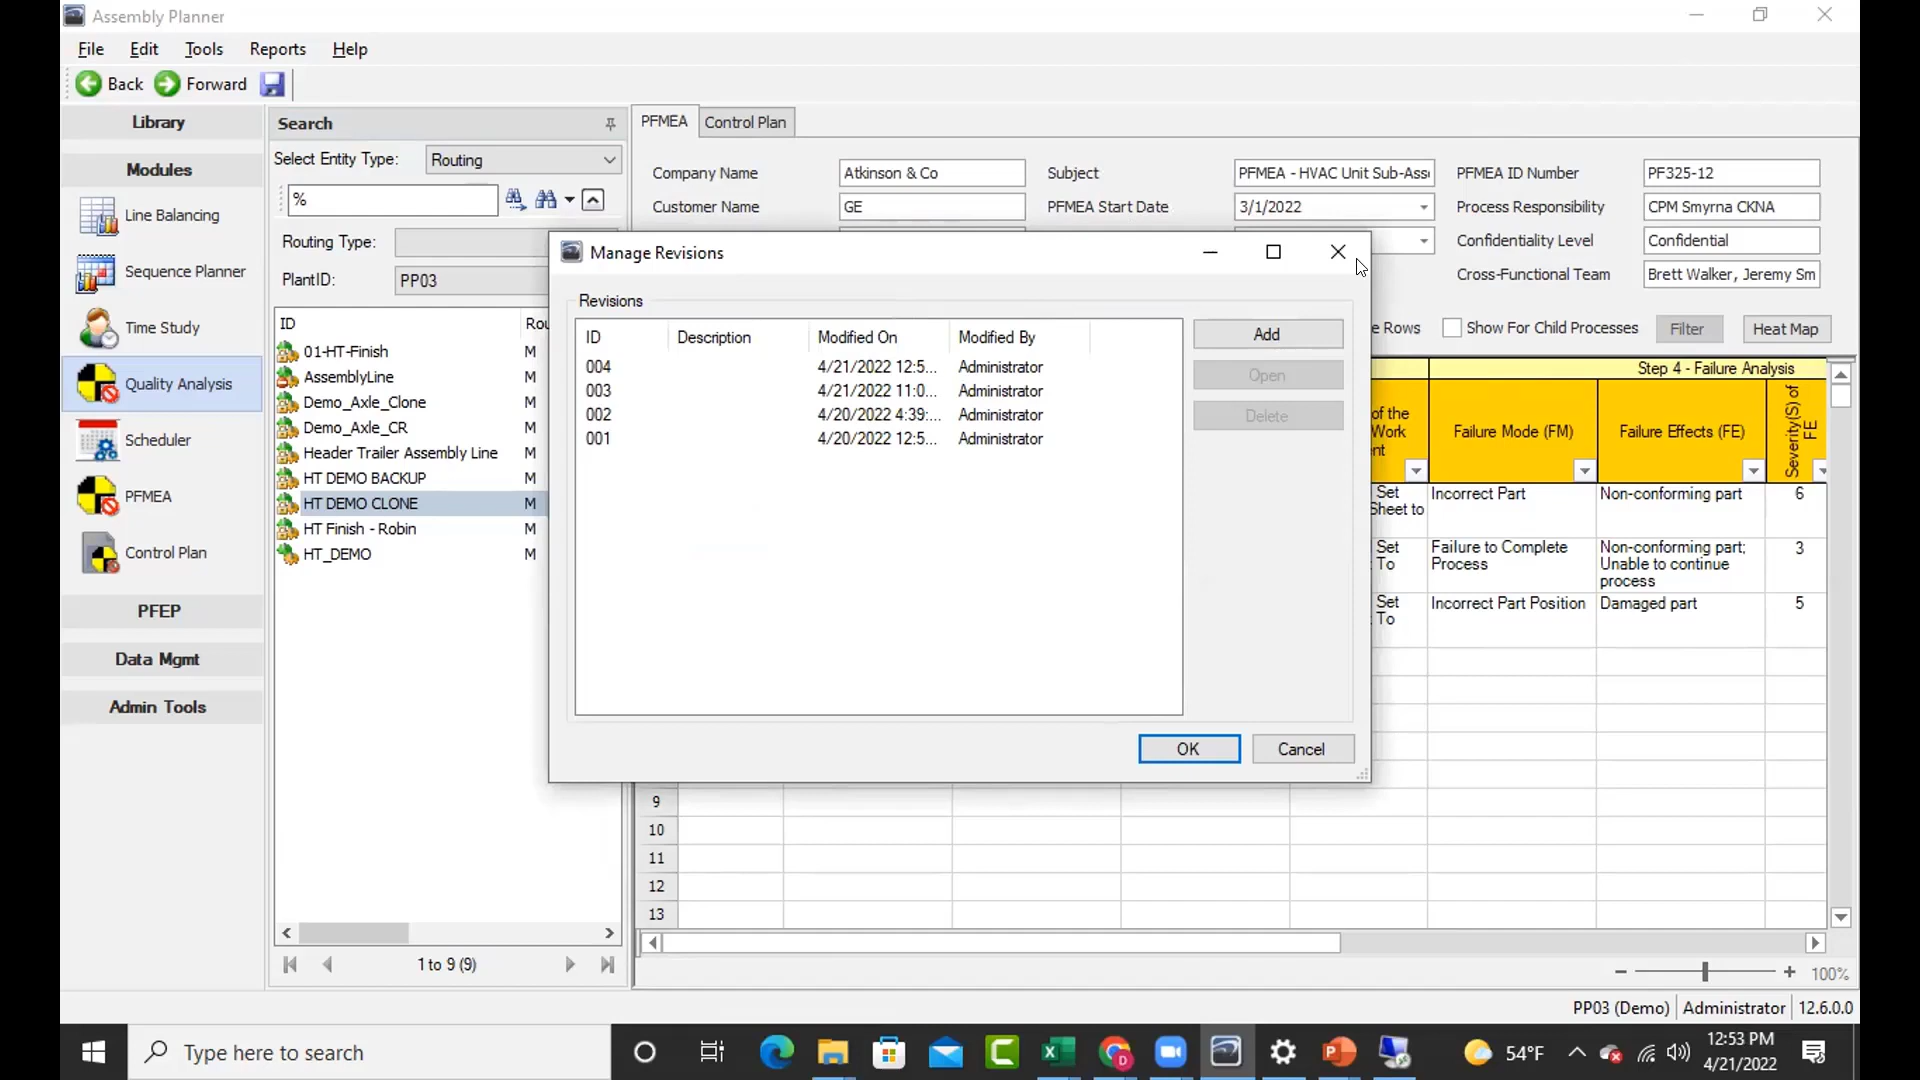 Assembly Planner
File Edit Tools Reports Help
Back Forward
Library
Modules
Line Balancing
Sequence Planner
Time Study
Quality Analysis
Scheduler
PFMEA
Control Plan
PFEP
Data Mgmt
Admin Tools
Search
Select Entity Type: Routing
%
Routing Type:
PlantID: PP03
ID Rou
01-HT-Finish M
AssemblyLine M
Demo_Axle_Clone M
Demo_Axle_CR M
Header Trailer Assembly Line M
HT DEMO BACKUP M
HT DEMO CLONE M
HT Finish - Robin M
HT_DEMO M
1 to 9 (9)
PFMEA Control Plan
Company Name Atkinson & Co Subject PFMEA - HVAC Unit Sub-Ass PFMEA ID Number PF325-12
Customer Name GE PFMEA Start Date 3/1/2022 Process Responsibility CPM Smyrna CKNA
Confidentiality Level Confidential
Cross-Functional Team Brett Walker, Jeremy Sm
e Rows Show For Child Processes Filter Heat Map
Manage Revisions
Revisions
ID Description Modified On Modified By
004 4/21/2022 12:5... Administrator
003 4/21/2022 11:0... Administrator
002 4/20/2022 4:39:... Administrator
001 4/20/2022 12:5... Administrator
Add
Open
Delete
OK Cancel
Step 4 - Failure Analysis
of the
Work
nt
Failure Mode (FM) Failure Effects (FE) Severity(S) of
FE
Set
Sheet to
Incorrect Part Non-conforming part 6
Set
To
Failure to Complete
Process
Non-conforming part;
Unable to continue
process
3
Set
To
Incorrect Part Position Damaged part 5
9
10
11
12
13
100%
PP03 (Demo) Administrator 12.6.0.0
Type here to search
54°F
12:53 PM
4/21/2022